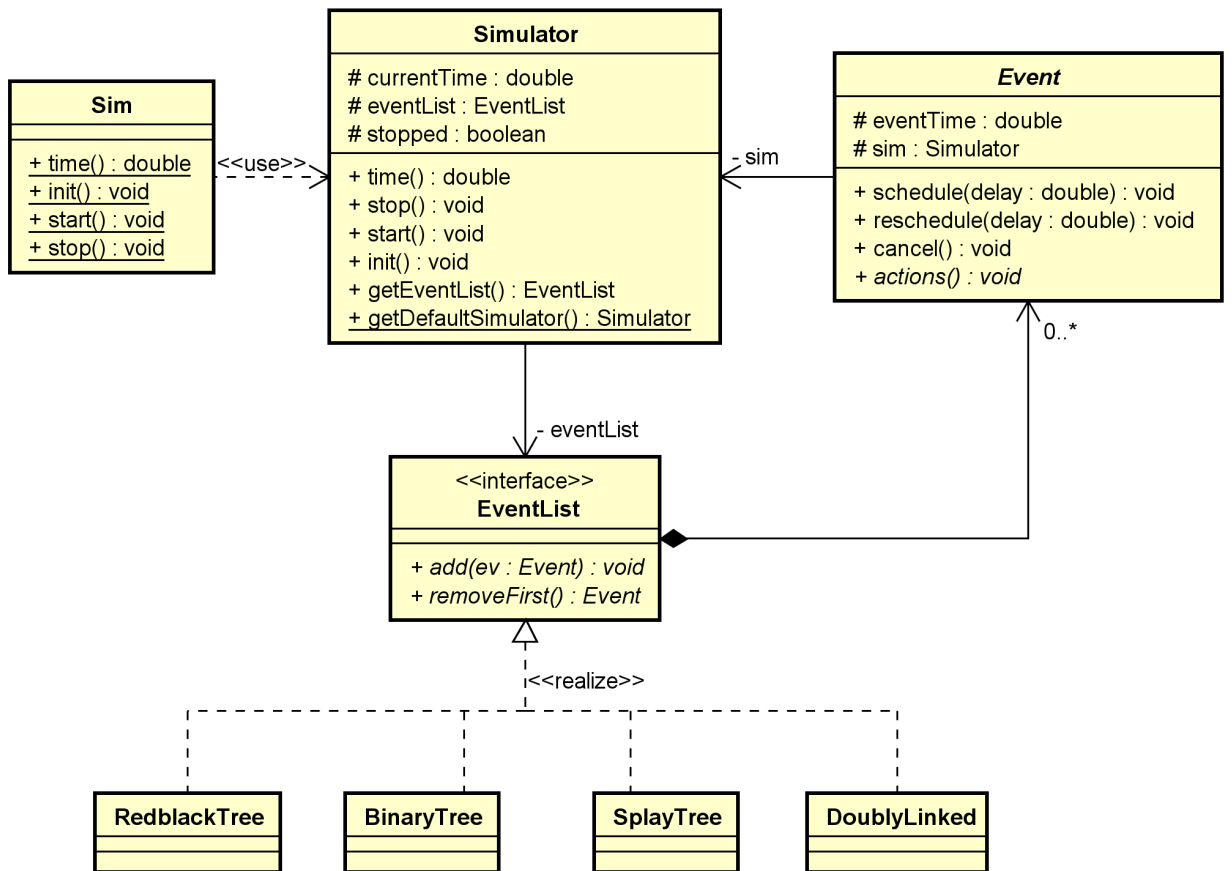 Simulator
# currentTime : double
# eventList : EventList
# stopped : boolean
+ time() : double
+ stop() : void
+ start() : void
+ init() : void
+ getEventList() : EventList
+ getDefaultSimulator() : Simulator
Sim
+ time() : double
+ init() : void
+ start() : void
+ stop() : void
<<use>>
Event
# eventTime : double
# sim : Simulator
+ schedule(delay : double) : void
+ reschedule(delay : double) : void
+ cancel() : void
+ actions() : void
- sim
0..*
- eventList
<<interface>>
EventList
+ add(ev : Event) : void
+ removeFirst() : Event
<<realize>>
RedblackTree
BinaryTree
SplayTree
DoublyLinked